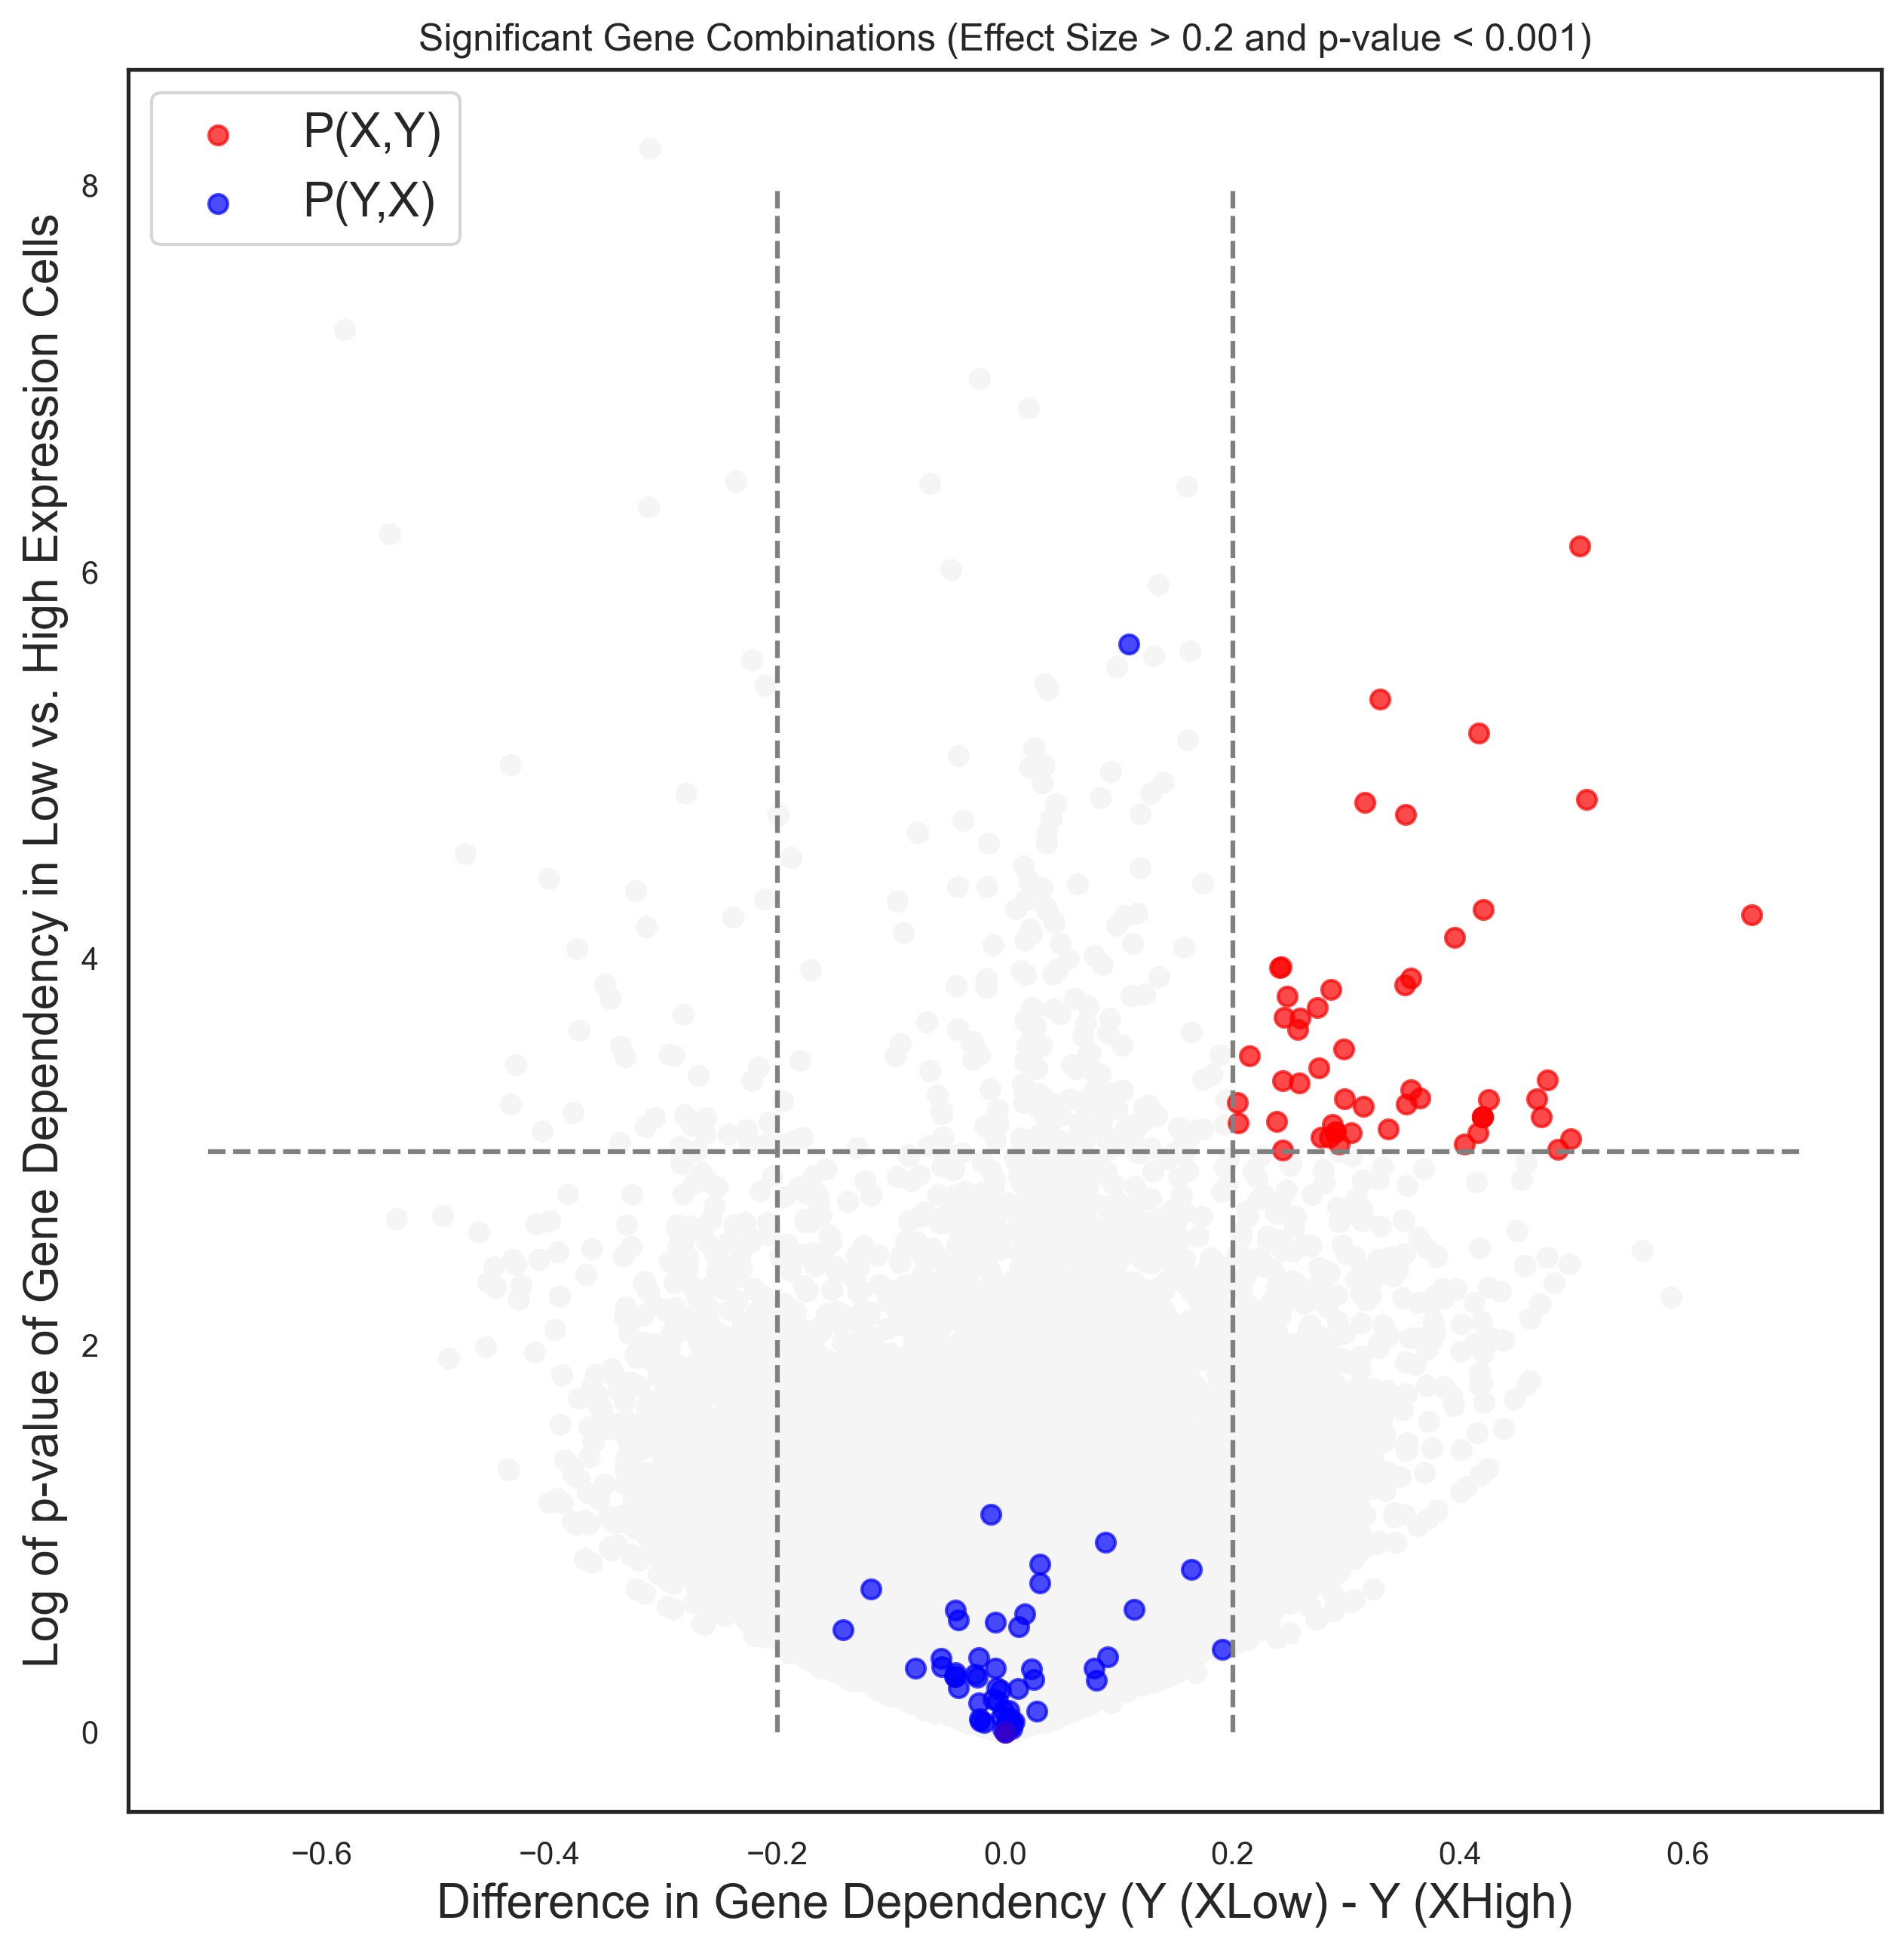 Significant Gene Combinations (Effect Size > 0.2 and p-value < 0.001)
P(X,Y)
P(Y,X)
Log of p-value of Gene Dependency in Low vs. High Expression Cells
8
6
4
2
0
−0.6
−0.4
−0.2
0.0
0.2
0.4
0.6
Difference in Gene Dependency (Y (XLow) - Y (XHigh)